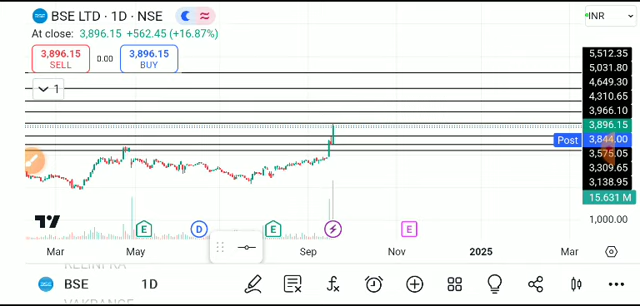 BSE LTD · 1D · NSE
INR
At close: 3,896.15 +562.45 (+16.87%)
3,896.15
SELL
0.00
3,896.15
BUY
1
5,512.35
5,031.80
4,649.30
4,310.65
3,966.10
3,896.15
Post 3,844.00
3,575.05
3,309.65
3,138.95
15.631 M
1,000.00
E
D
E
E
Mar May Sep Nov 2025 Mar
RELINFRA
BSE 1D
VAKRANGE